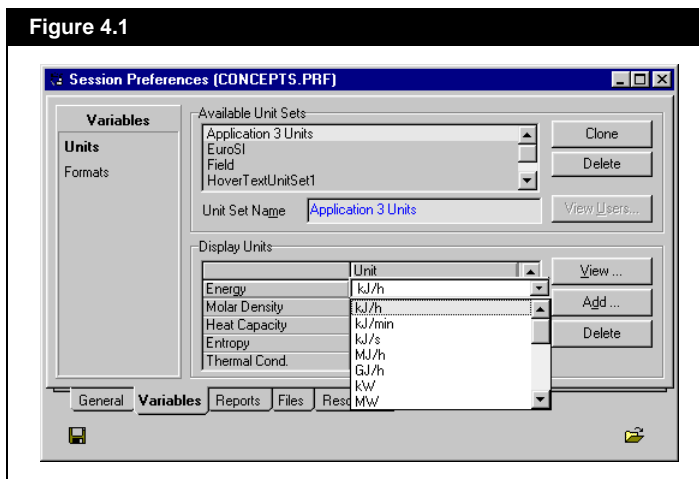 Figure 4.1
Session Preferences (CONCEPTS.PRF)
Variables
Units
Formats
Available Unit Sets
Application 3 Units
EuroSI
Field
HoverTextUnitSet1
Unit Set Name Application 3 Units
Clone
Delete
View Users...
Display Units
Unit
Energy kJ/h
Molar Density
Heat Capacity
Entropy
Thermal Cond.
kJ/h
kJ/min
kJ/s
MJ/h
GJ/h
kW
MW
View ...
Add ...
Delete
General Variables Reports Files